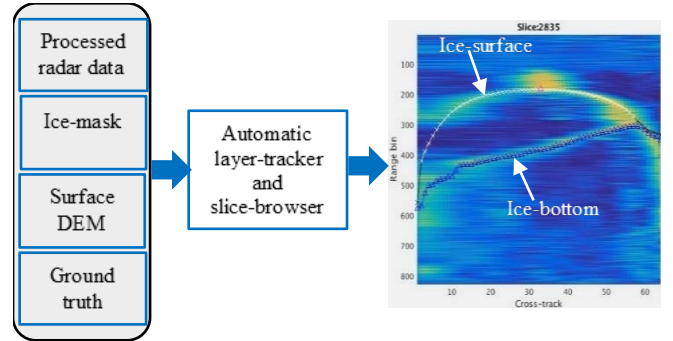 Processed
radar data
Ice-mask
Surface
DEM
Ground
truth
Automatic
layer-tracker
and
slice-browser
Slice:2835
Ice-surface
Ice-bottom
Range bin
100
200
300
400
500
600
700
800
10 20 30 40 50 60
Cross-track